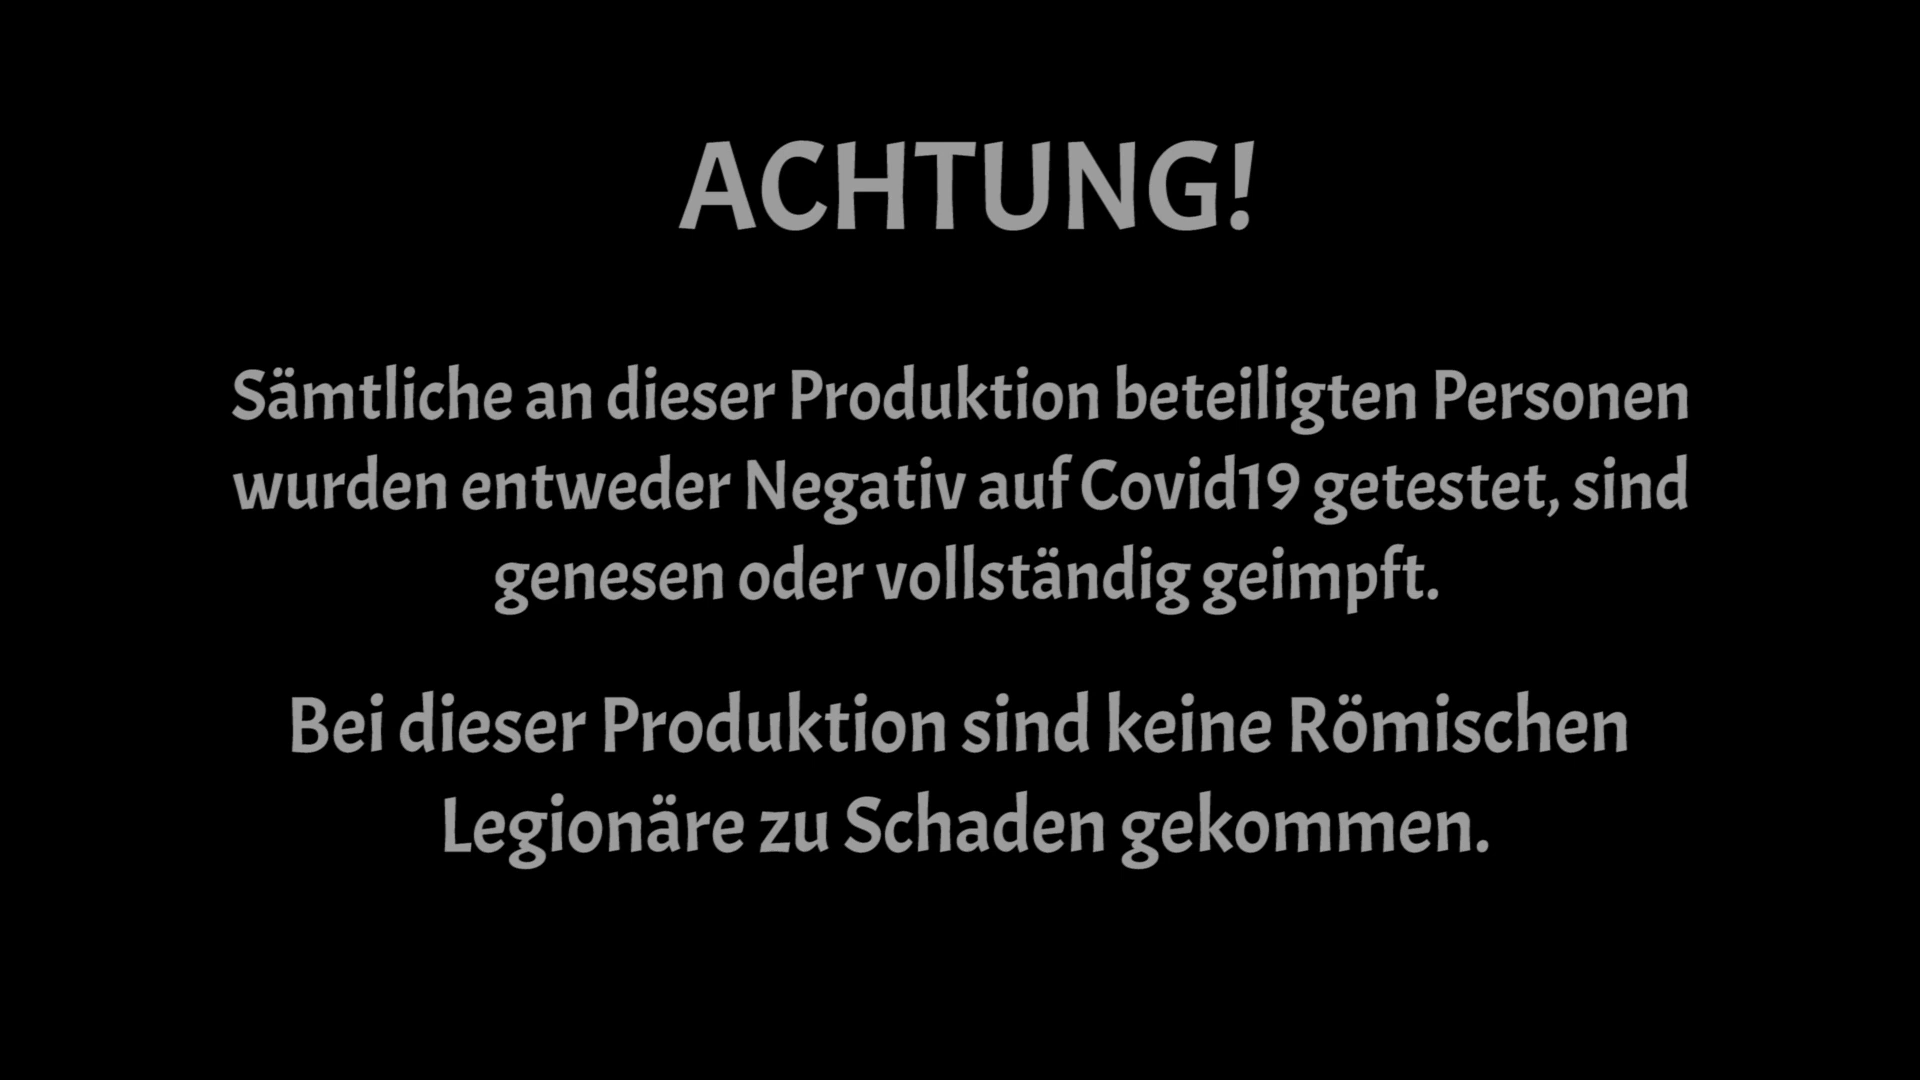 ACHTUNG!
Sämtliche an dieser Produktion beteiligten Personen
wurden entweder Negativ auf Covid19 getestet, sind
genesen oder vollständig geimpft.
Bei dieser Produktion sind keine Römischen
Legionäre zu Schaden gekommen.